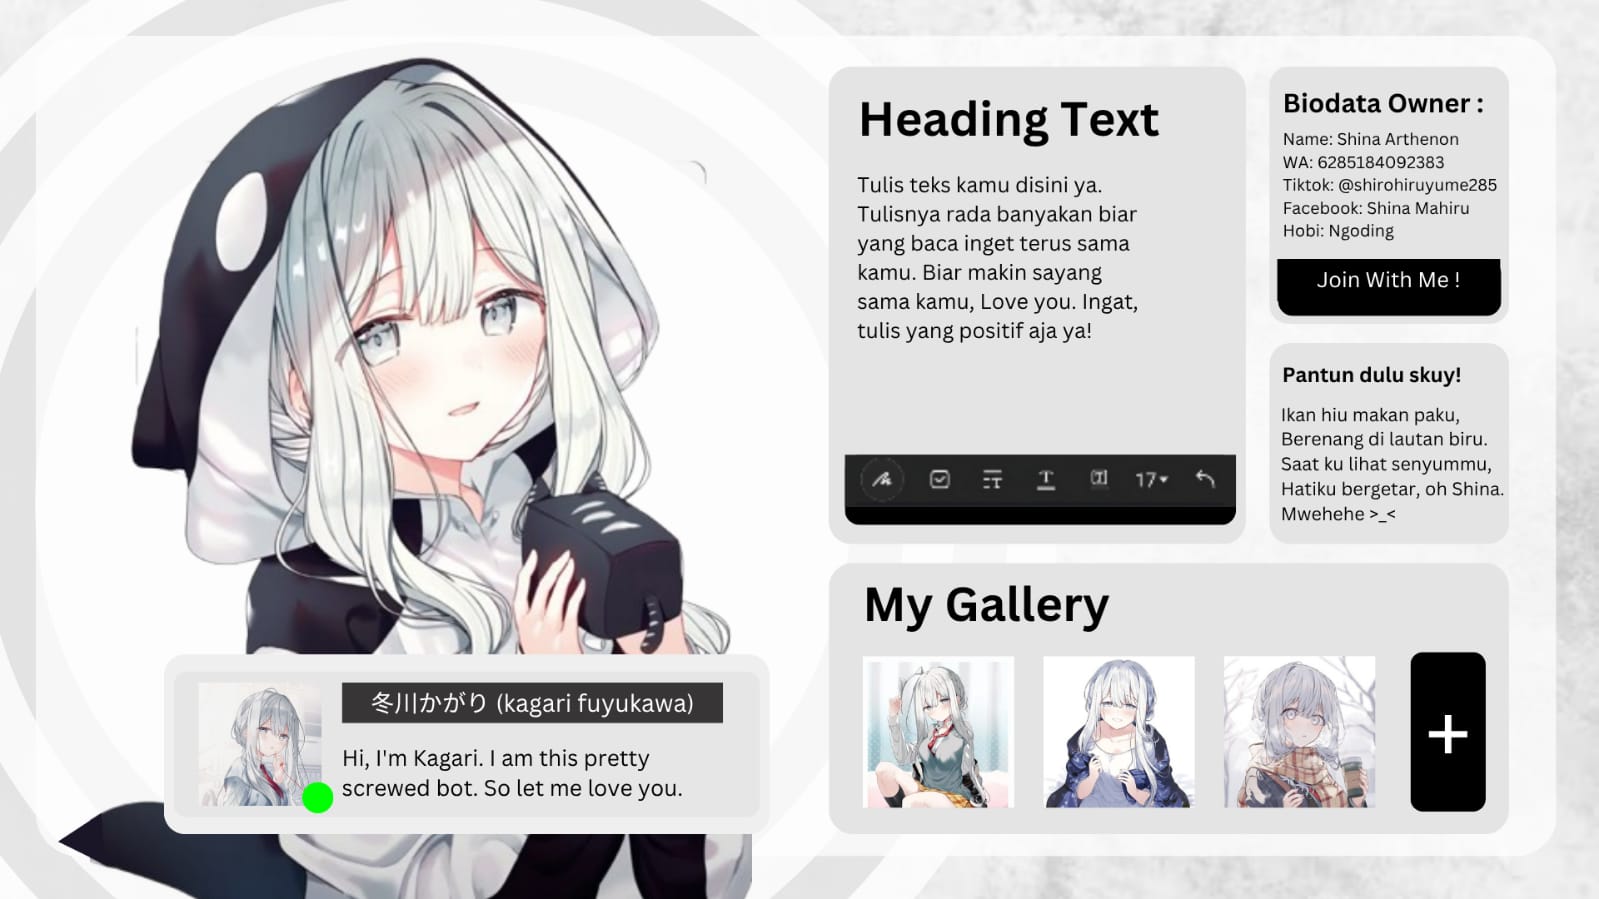 Heading Text
Tulis teks kamu disini ya.
Tulisnya rada banyakan biar
yang baca inget terus sama
kamu. Biar makin sayang
sama kamu, Love you. Ingat,
tulis yang positif aja ya!
17
Biodata Owner :
Name: Shina Arthenon
WA: 6285184092383
Tiktok: @shirohiruyume285
Facebook: Shina Mahiru
Hobi: Ngoding
Join With Me !
Pantun dulu skuy!
Ikan hiu makan paku,
Berenang di lautan biru.
Saat ku lihat senyummu,
Hatiku bergetar, oh Shina.
Mwehehe >_<
My Gallery
+
冬川かがり (kagari fuyukawa)
Hi, I'm Kagari. I am this pretty
screwed bot. So let me love you.